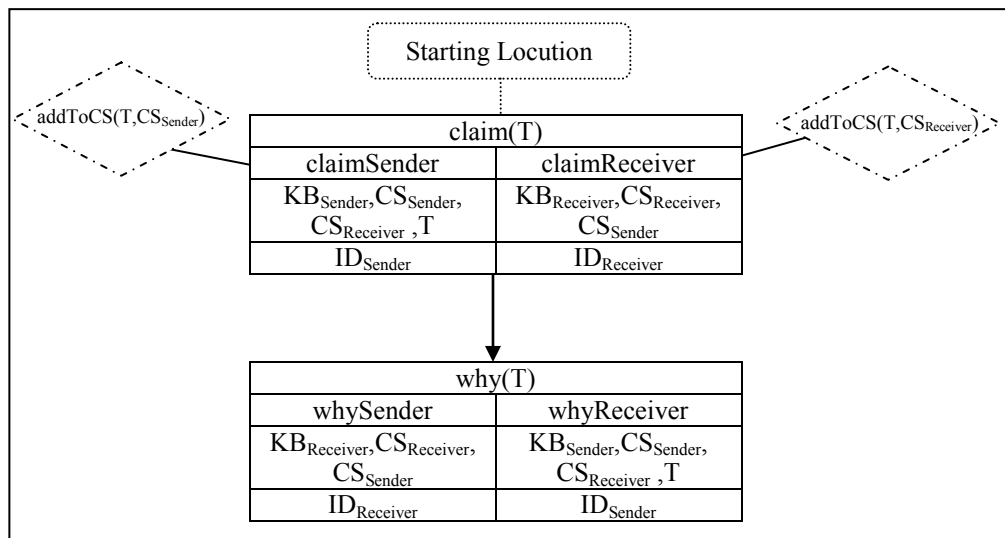 Starting Locution
addToCS(T,CSSender)
addToCS(T,CSReceiver)
claim(T)
claimSender claimReceiver
KBSender,CSSender, KBReceiver,CSReceiver,
CSReceiver ,T CSSender
IDSender IDReceiver
why(T)
whySender whyReceiver
KBReceiver,CSReceiver, KBSender,CSSender,
CSSender CSReceiver ,T
IDReceiver IDSender